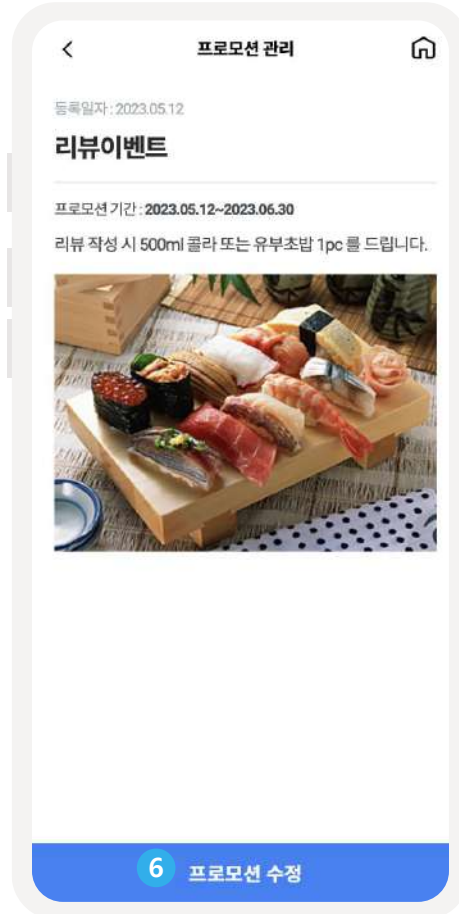 프로모션 관리
등록일자 : 2023.05.12
리뷰이벤트
프로모션 기간 : 2023.05.12~2023.06.30
리뷰 작성 시 500ml 콜라 또는 유부초밥 1pc 를 드립니다.
6 프로모션 수정